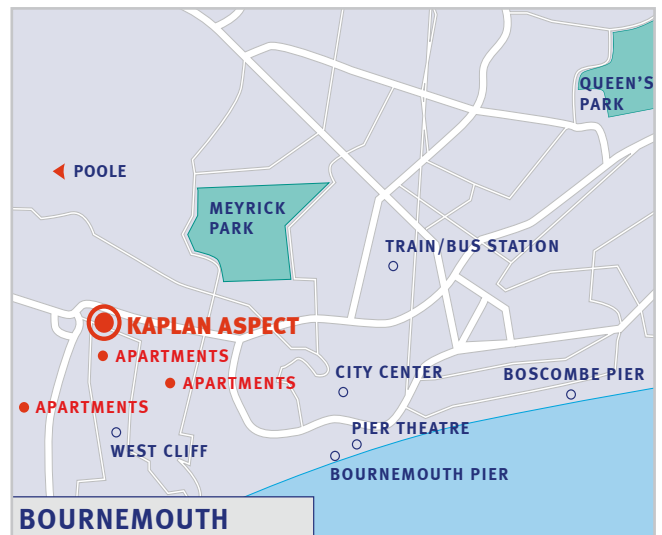 QUEEN'S
PARK
POOLE
MEYRICK
PARK
TRAIN/BUS STATION
KAPLAN ASPECT
APARTMENTS
CITY CENTER
BOSCOMBE PIER
APARTMENTS
APARTMENTS
PIER THEATRE
WEST CLIFF
BOURNEMOUTH PIER
BOURNEMOUTH